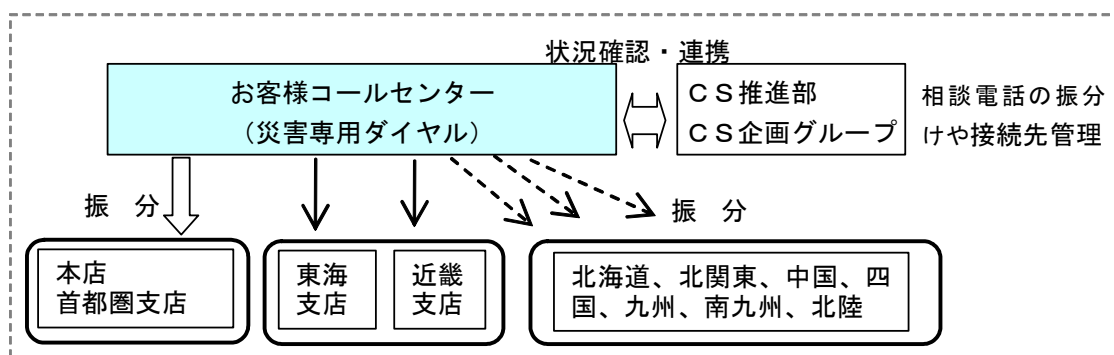 状況確認・連携
お客様コールセンター
（災害専用ダイヤル）
ＣＳ推進部
ＣＳ企画グループ
相談電話の振分
けや接続先管理
振　分
振　分
本店
首都圏支店
東海
支店
近畿
支店
北海道、北関東、中国、四
国、九州、南九州、北陸